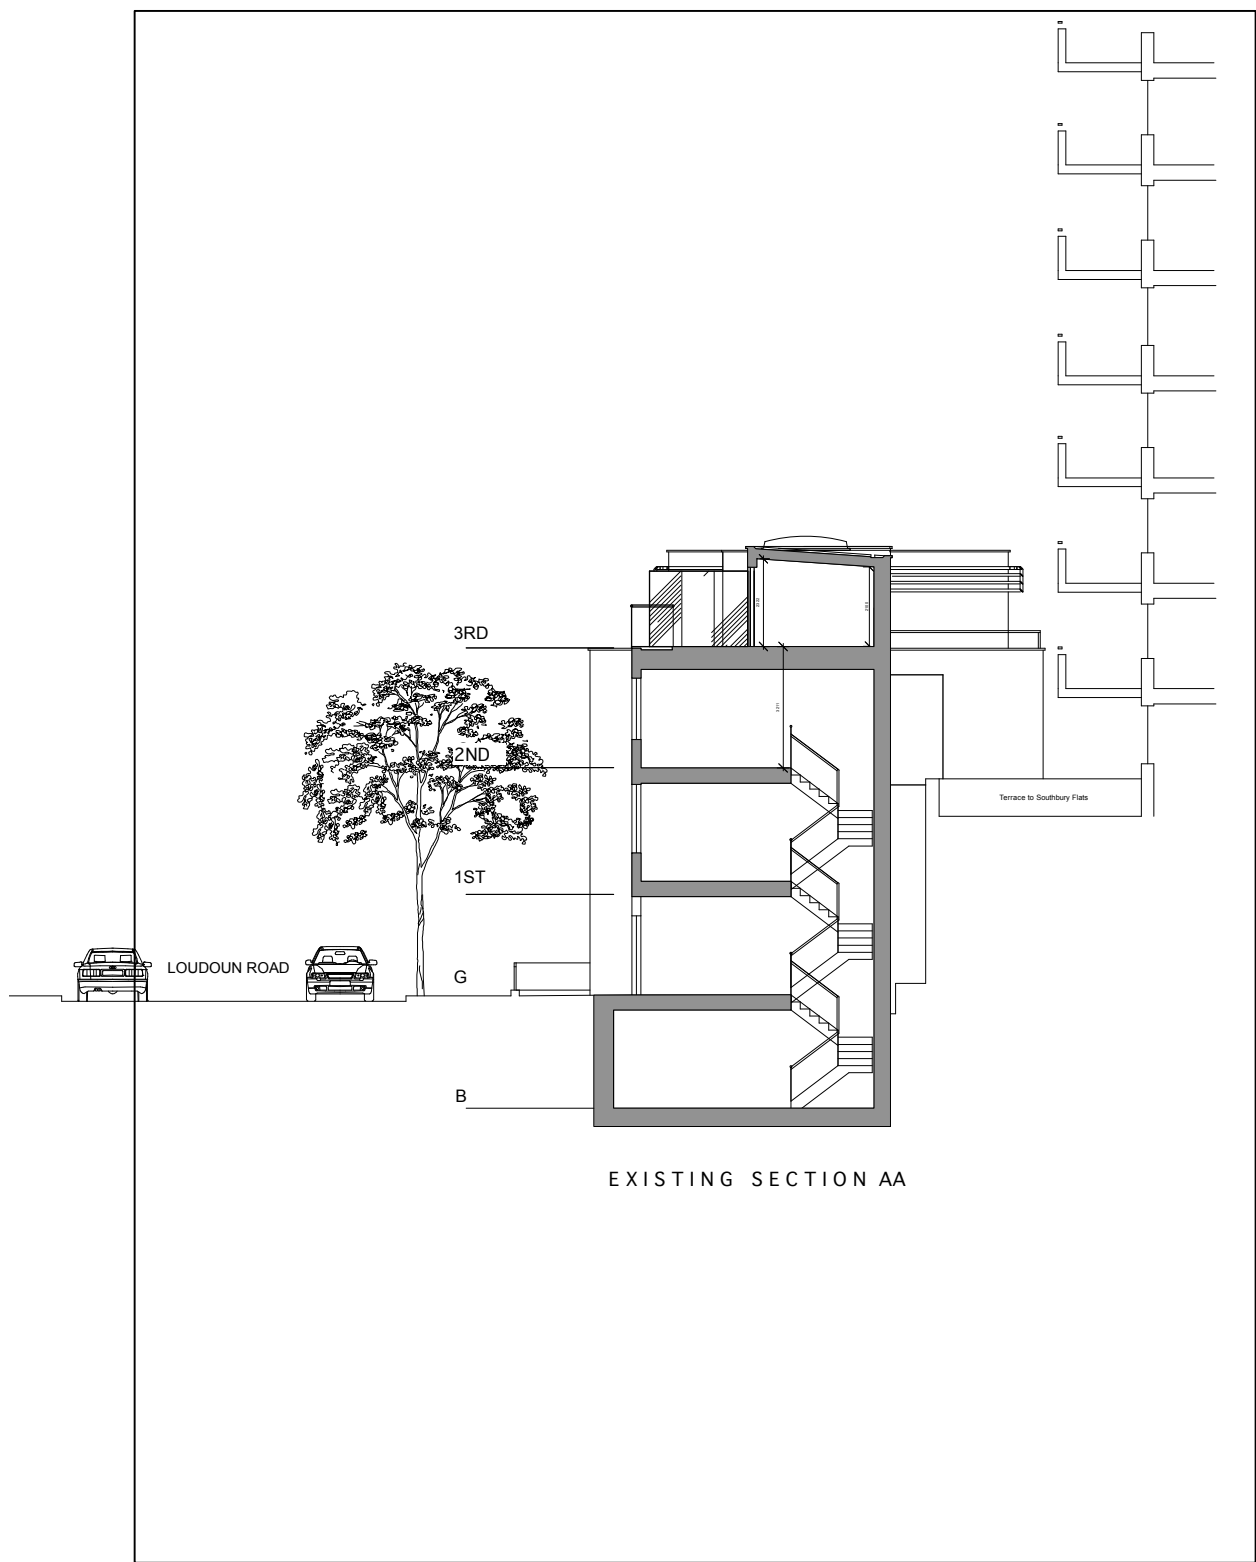 3RD
2ND
Terrace to Southbury Flats
1ST
LOUDOUN ROAD
G
B
EXISTING SECTION AA